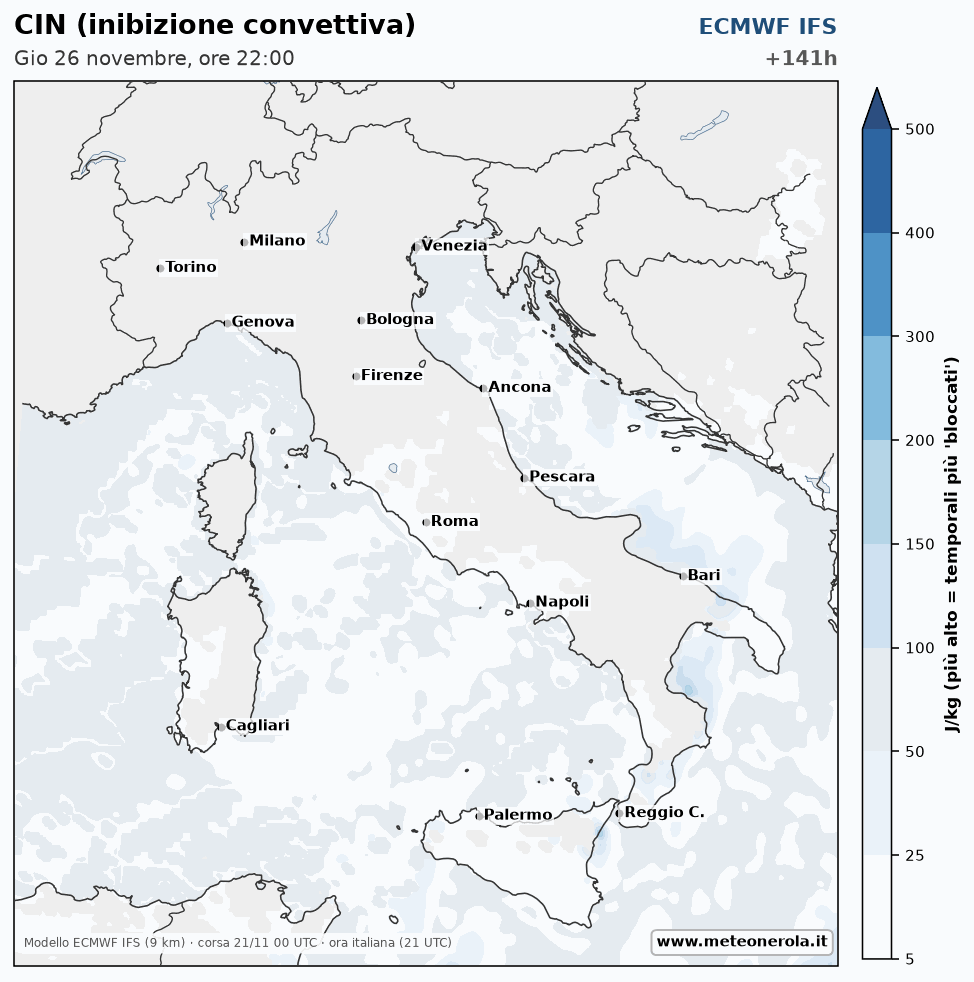 CIN (inibizione convettiva)
ECMWF IFS
Gio 26 novembre, ore 22:00
+141h
500
400
300
200
150
100
50
25
5
J/kg (più alto = temporali più 'bloccati')
Milano
Venezia
Torino
Genova
Bologna
Firenze
Ancona
Pescara
Roma
Bari
Napoli
Cagliari
Palermo
Reggio C.
Modello ECMWF IFS (9 km) · corsa 21/11 00 UTC · ora italiana (21 UTC)
www.meteonerola.it